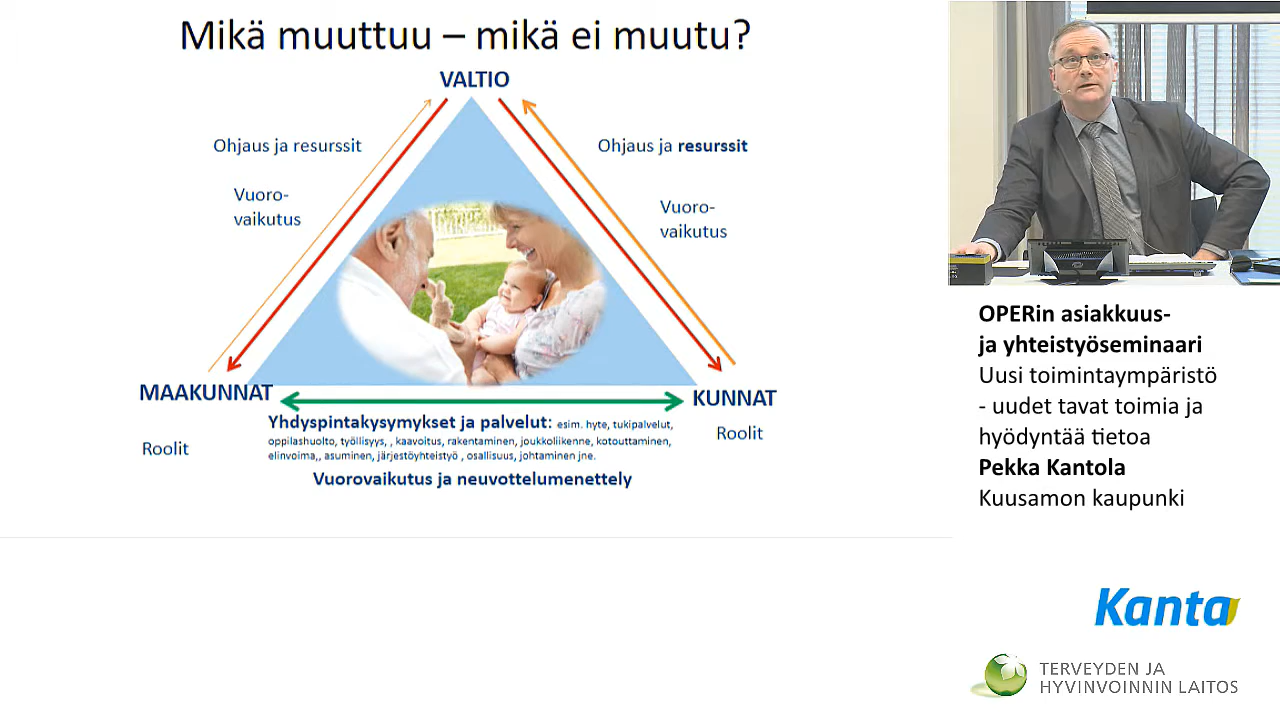 Mikä muuttuu – mikä ei muutu?
VALTIO
Ohjaus ja resurssit
Ohjaus ja resurssit
Vuoro-
vaikutus
Vuoro-
vaikutus
MAAKUNNAT
KUNNAT
Yhdyspintakysymykset ja palvelut: esim. hyte, tukipalvelut,
oppilashuolto, työllisyys, , kaavoitus, rakentaminen, joukkoliikenne, kotouttaminen,
elinvoima,, asuminen, järjestöyhteistyö , osallisuus, johtaminen jne.
Roolit
Roolit
Vuorovaikutus ja neuvottelumenettely
OPERin asiakkuus-
ja yhteistyöseminaari
Uusi toimintaympäristö
- uudet tavat toimia ja
hyödyntää tietoa
Pekka Kantola
Kuusamon kaupunki
Kanta
TERVEYDEN JA
HYVINVOINNIN LAITOS